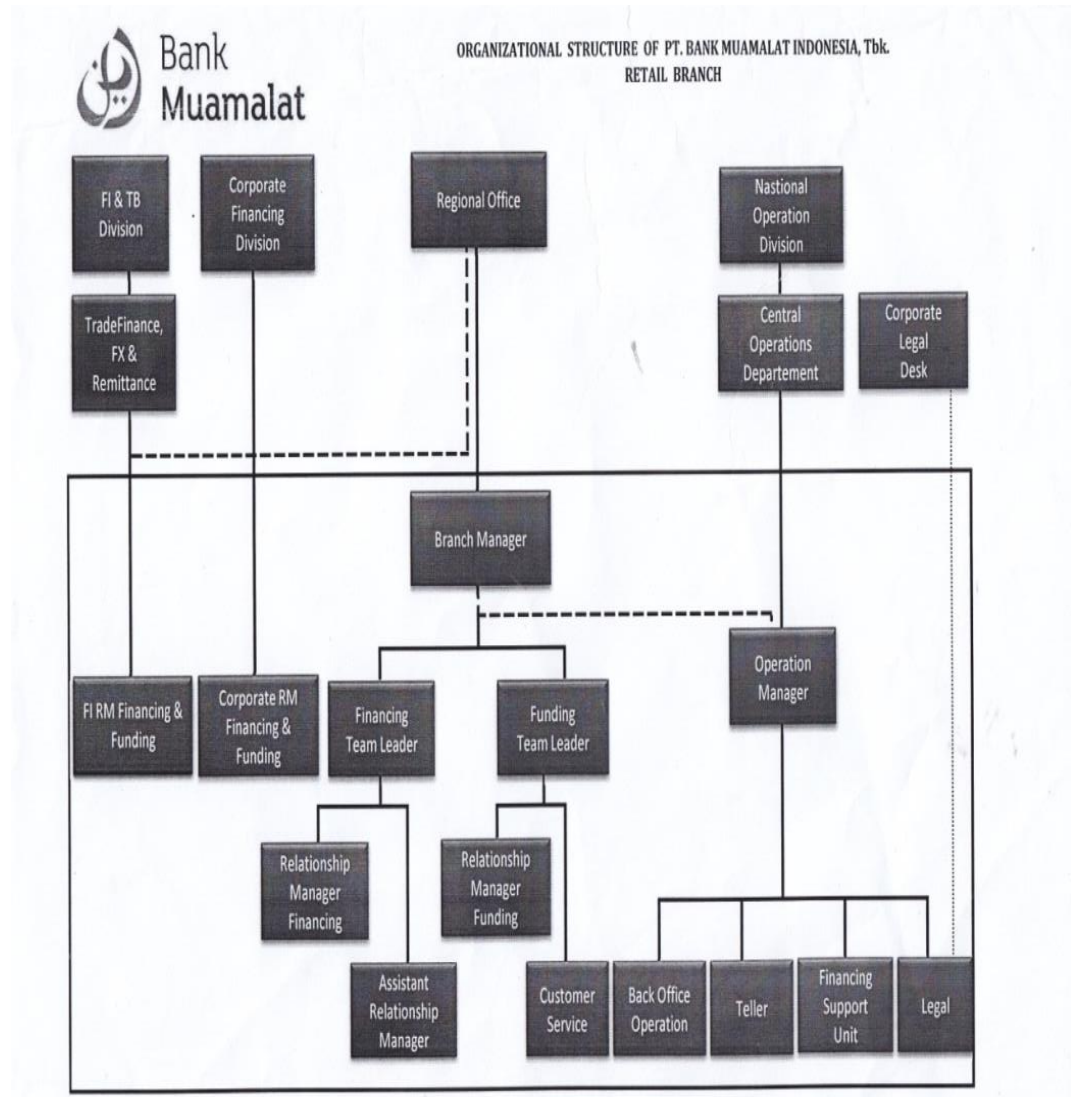 Bank
Muamalat
ORGANIZATIONAL STRUCTURE OF PT. BANK MUAMALAT INDONESIA, Tbk.
RETAIL BRANCH
FI & TB
Division
Corporate
Financing
Division
Regional Office
Nastional
Operation
Division
TradeFinance,
FX &
Remittance
Central
Operations
Departement
Corporate
Legal
Desk
Branch Manager
Operation
Manager
FI RM Financing &
Funding
Corporate RM
Financing &
Funding
Financing
Team Leader
Funding
Team Leader
Relationship
Manager
Financing
Relationship
Manager
Funding
Assistant
Relationship
Manager
Customer
Service
Back Office
Operation
Teller
Financing
Support
Unit
Legal